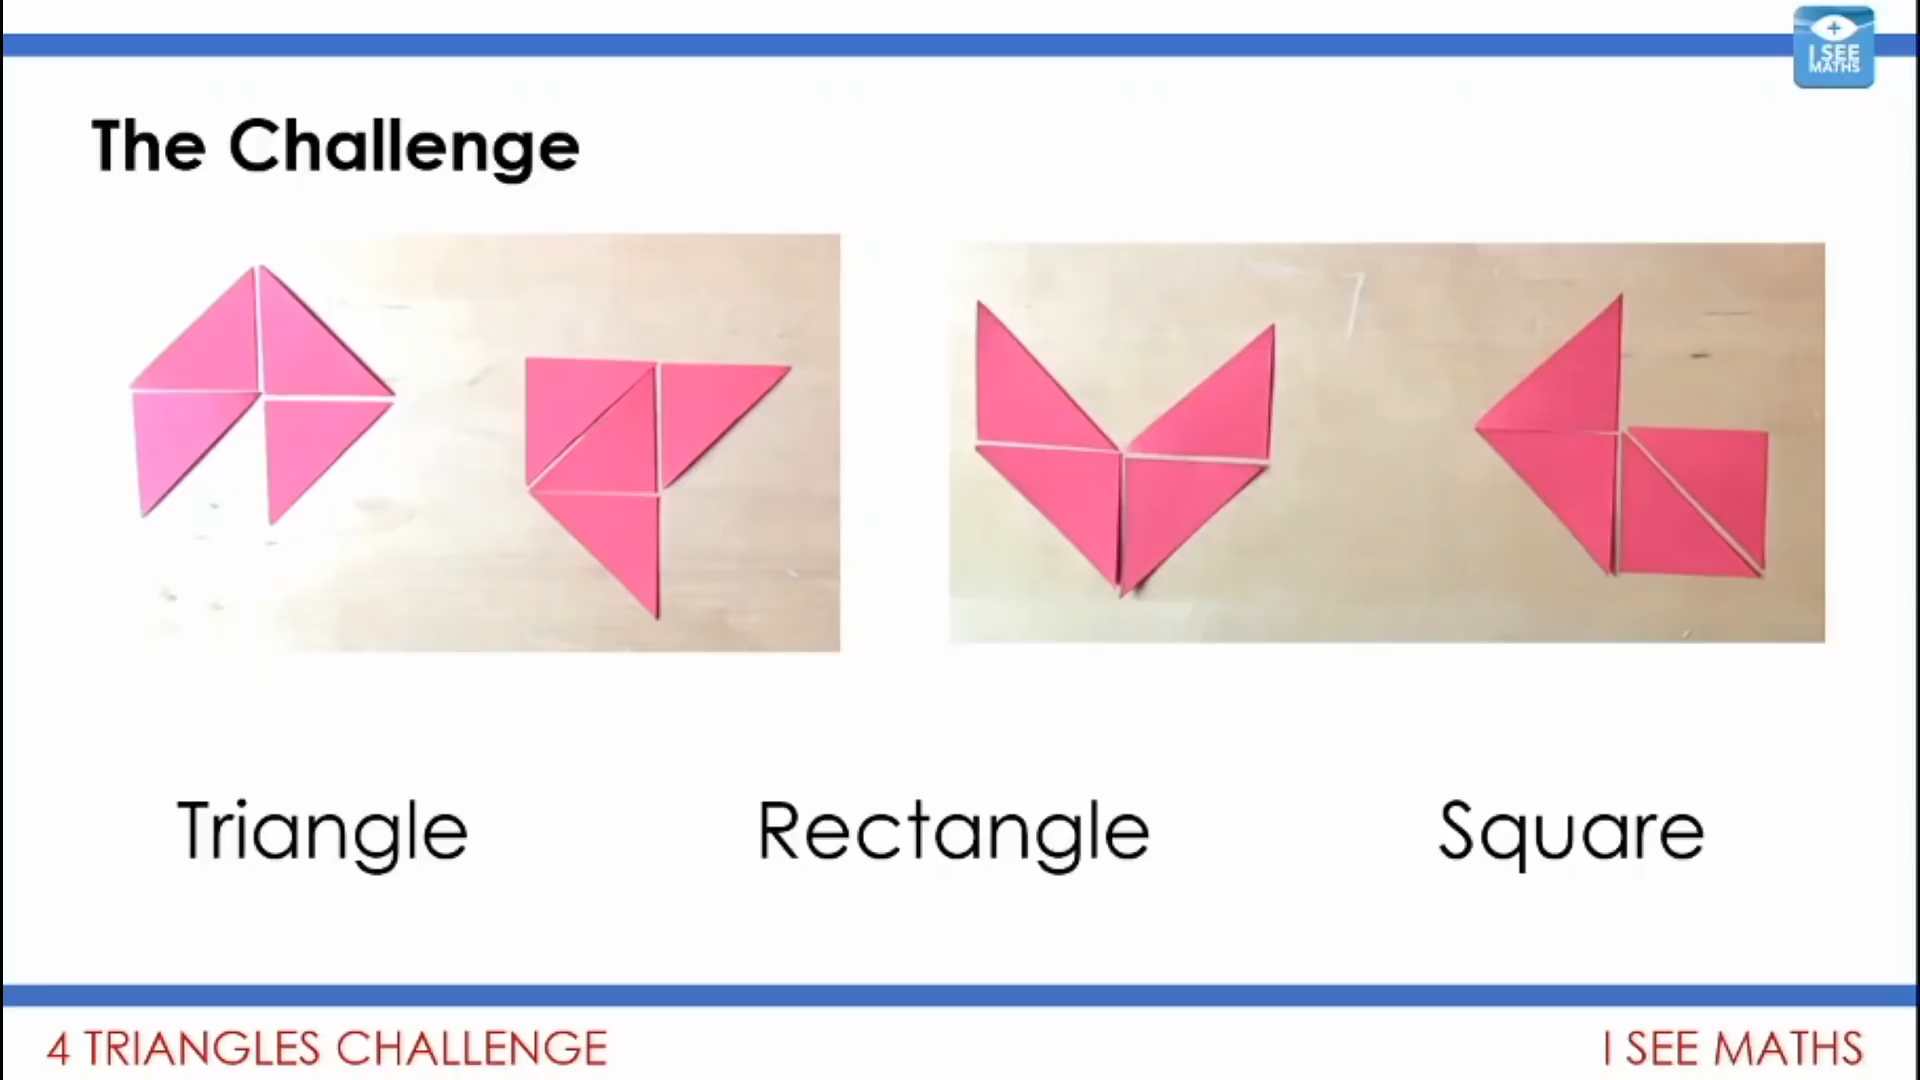 I SEE
MATHS
The Challenge
Triangle Rectangle Square
4 TRIANGLES CHALLENGE I SEE MATHS